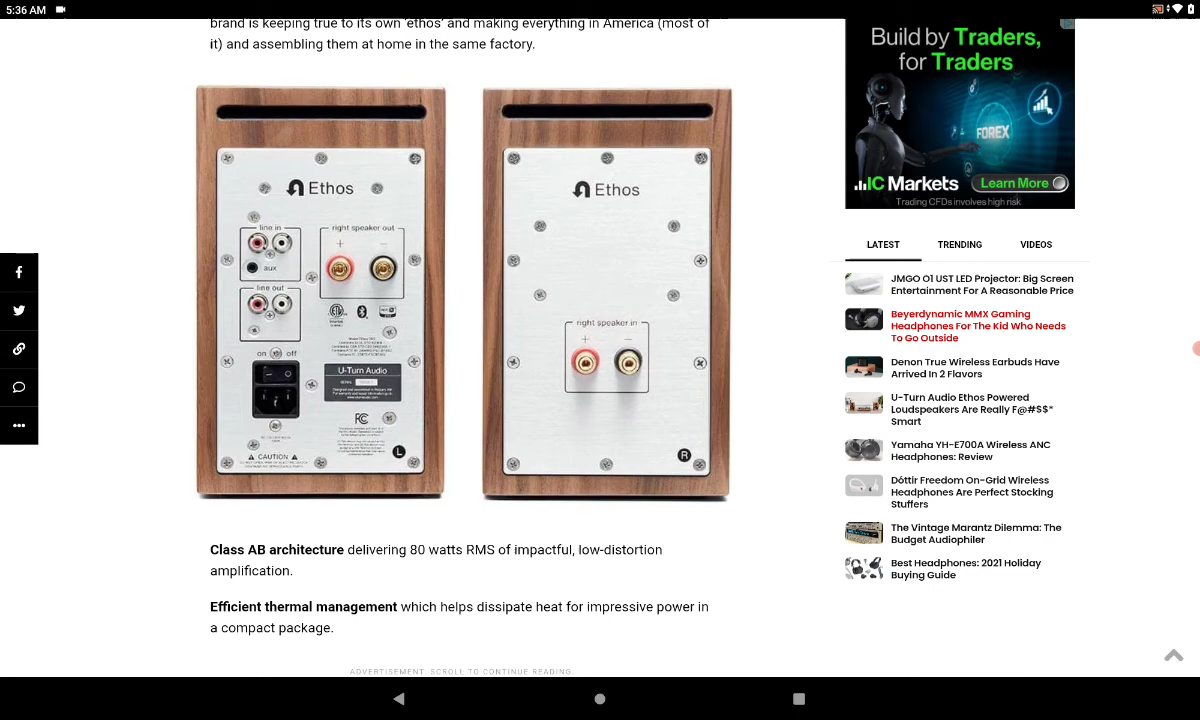 5:36 AM
brand is keeping true to its own 'ethos' and making everything in America (most of
it) and assembling them at home in the same factory.
Ethos
line in
aux
line out
right speaker out
+ −
on off
U-Turn Audio
FC
CAUTION
L
Ethos
right speaker in
+ −
R
Class AB architecture delivering 80 watts RMS of impactful, low-distortion
amplification.
Efficient thermal management which helps dissipate heat for impressive power in
a compact package.
ADVERTISEMENT. SCROLL TO CONTINUE READING.
Build by Traders,
for Traders
FOREX
IC Markets
Learn More
Trading CFDs involves high risk
LATEST TRENDING VIDEOS
JMGO O1 UST LED Projector: Big Screen
Entertainment For A Reasonable Price
Beyerdynamic MMX Gaming
Headphones For The Kid Who Needs
To Go Outside
Denon True Wireless Earbuds Have
Arrived In 2 Flavors
U-Turn Audio Ethos Powered
Loudspeakers Are Really F@#$$*
Smart
Yamaha YH-E700A Wireless ANC
Headphones: Review
Dóttir Freedom On-Grid Wireless
Headphones Are Perfect Stocking
Stuffers
The Vintage Marantz Dilemma: The
Budget Audiophiler
Best Headphones: 2021 Holiday
Buying Guide